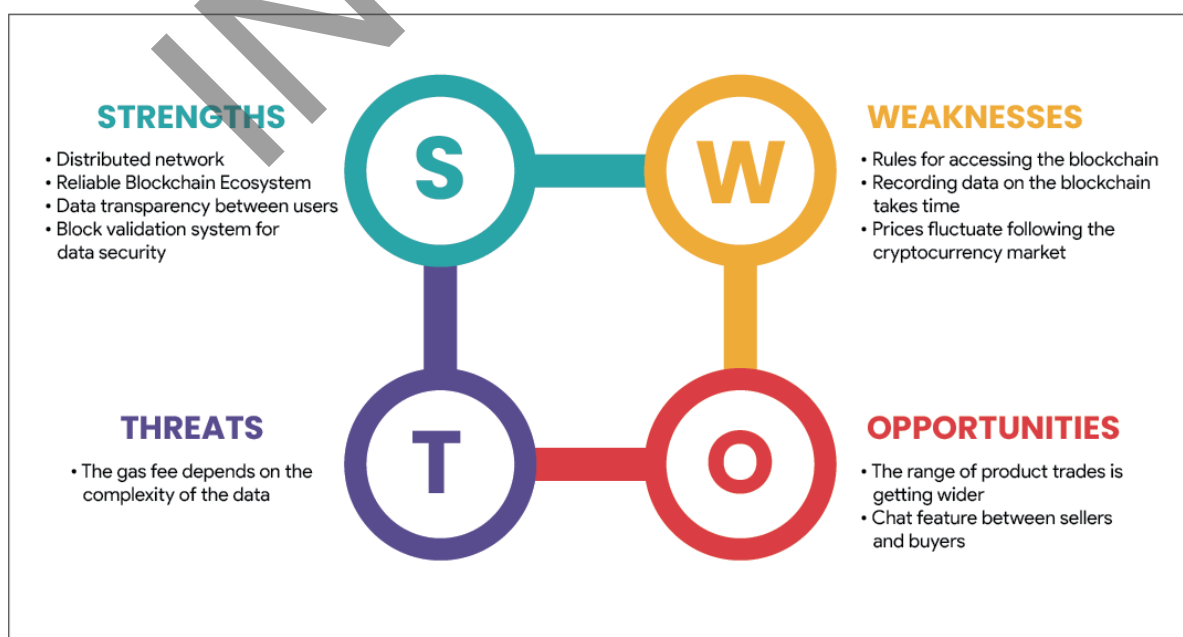 IN
STRENGTHS
• Distributed network
• Reliable Blockchain Ecosystem
• Data transparency between users
• Block validation system for
data security
S
W
WEAKNESSES
• Rules for accessing the blockchain
• Recording data on the blockchain
takes time
• Prices fluctuate following the
cryptocurrency market
THREATS
• The gas fee depends on the
complexity of the data
T
O
OPPORTUNITIES
• The range of product trades is
getting wider
• Chat feature between sellers
and buyers